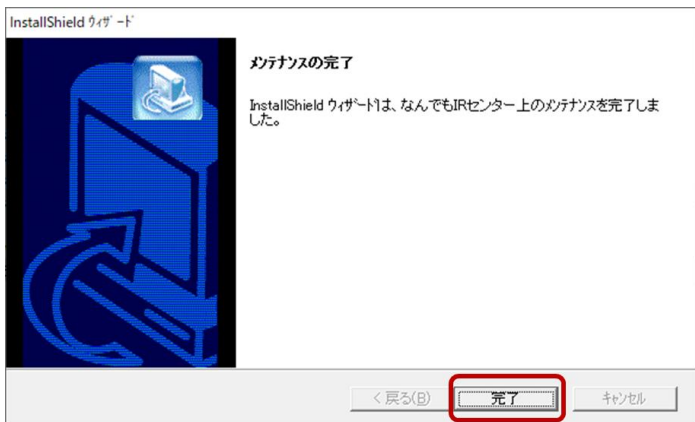 InstallShield ウィザード
メンテナンスの完了
InstallShield ウィザードは、なんでもIRセンター上のメンテナンスを完了しま
した。
< 戻る(B)
完了
キャンセル